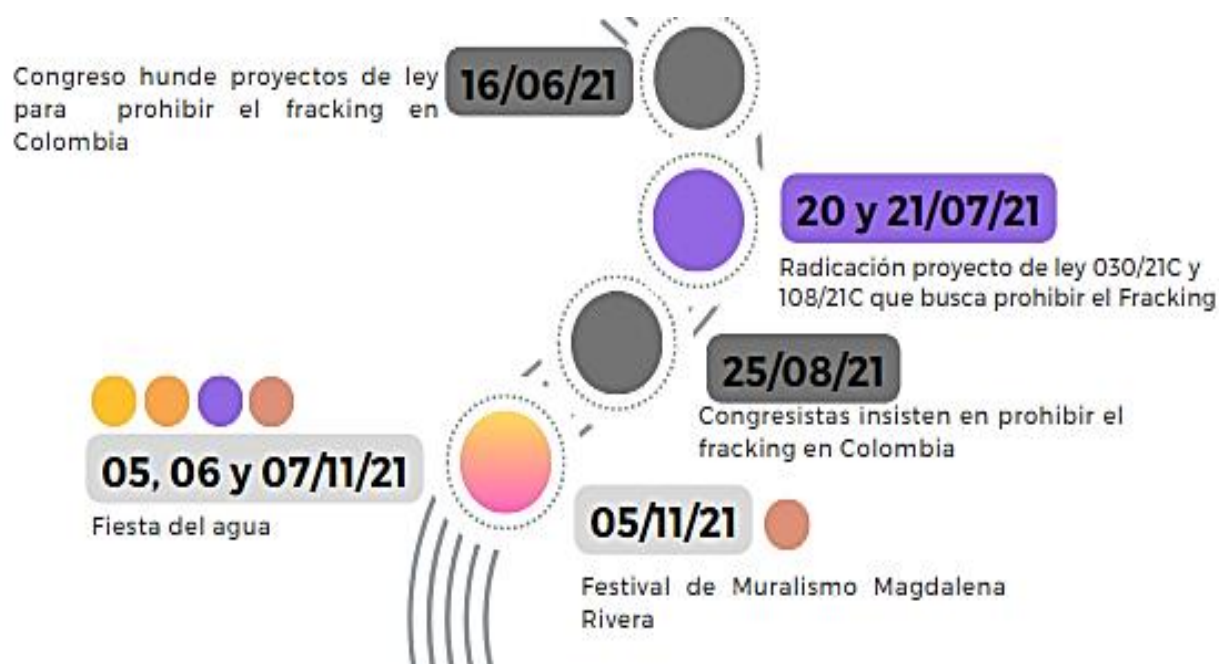 Congreso hunde proyectos de ley
para prohibir el fracking en
Colombia
16/06/21
20 y 21/07/21
Radicación proyecto de ley 030/21C y
108/21C que busca prohibir el Fracking
25/08/21
Congresistas insisten en prohibir el
fracking en Colombia
05, 06 y 07/11/21
Fiesta del agua
05/11/21
Festival de Muralismo Magdalena
Rivera